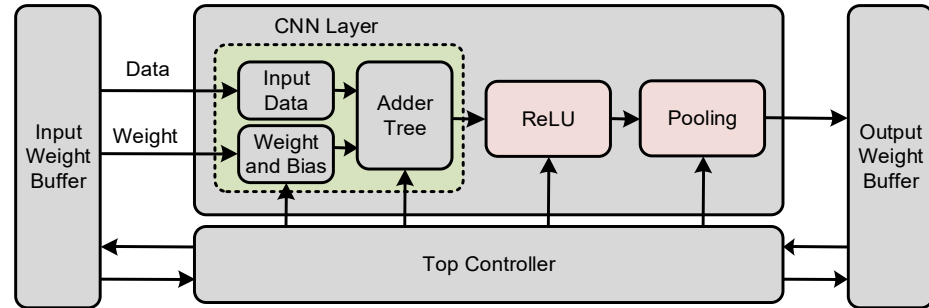 CNN Layer
Data
Weight
Input
Weight
Buffer
Input
Data
Weight
and Bias
Adder
Tree
ReLU
Pooling
Output
Weight
Buffer
Top Controller